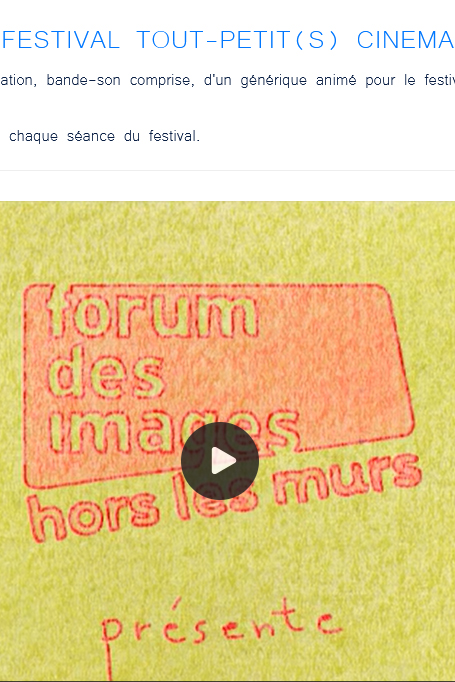 FESTIVAL TOUT-PETIT(S) CINEMA
ation, bande-son comprise, d'un générique animé pour le festiv
chaque séance du festival.
forum
des
images
hors les murs
présente